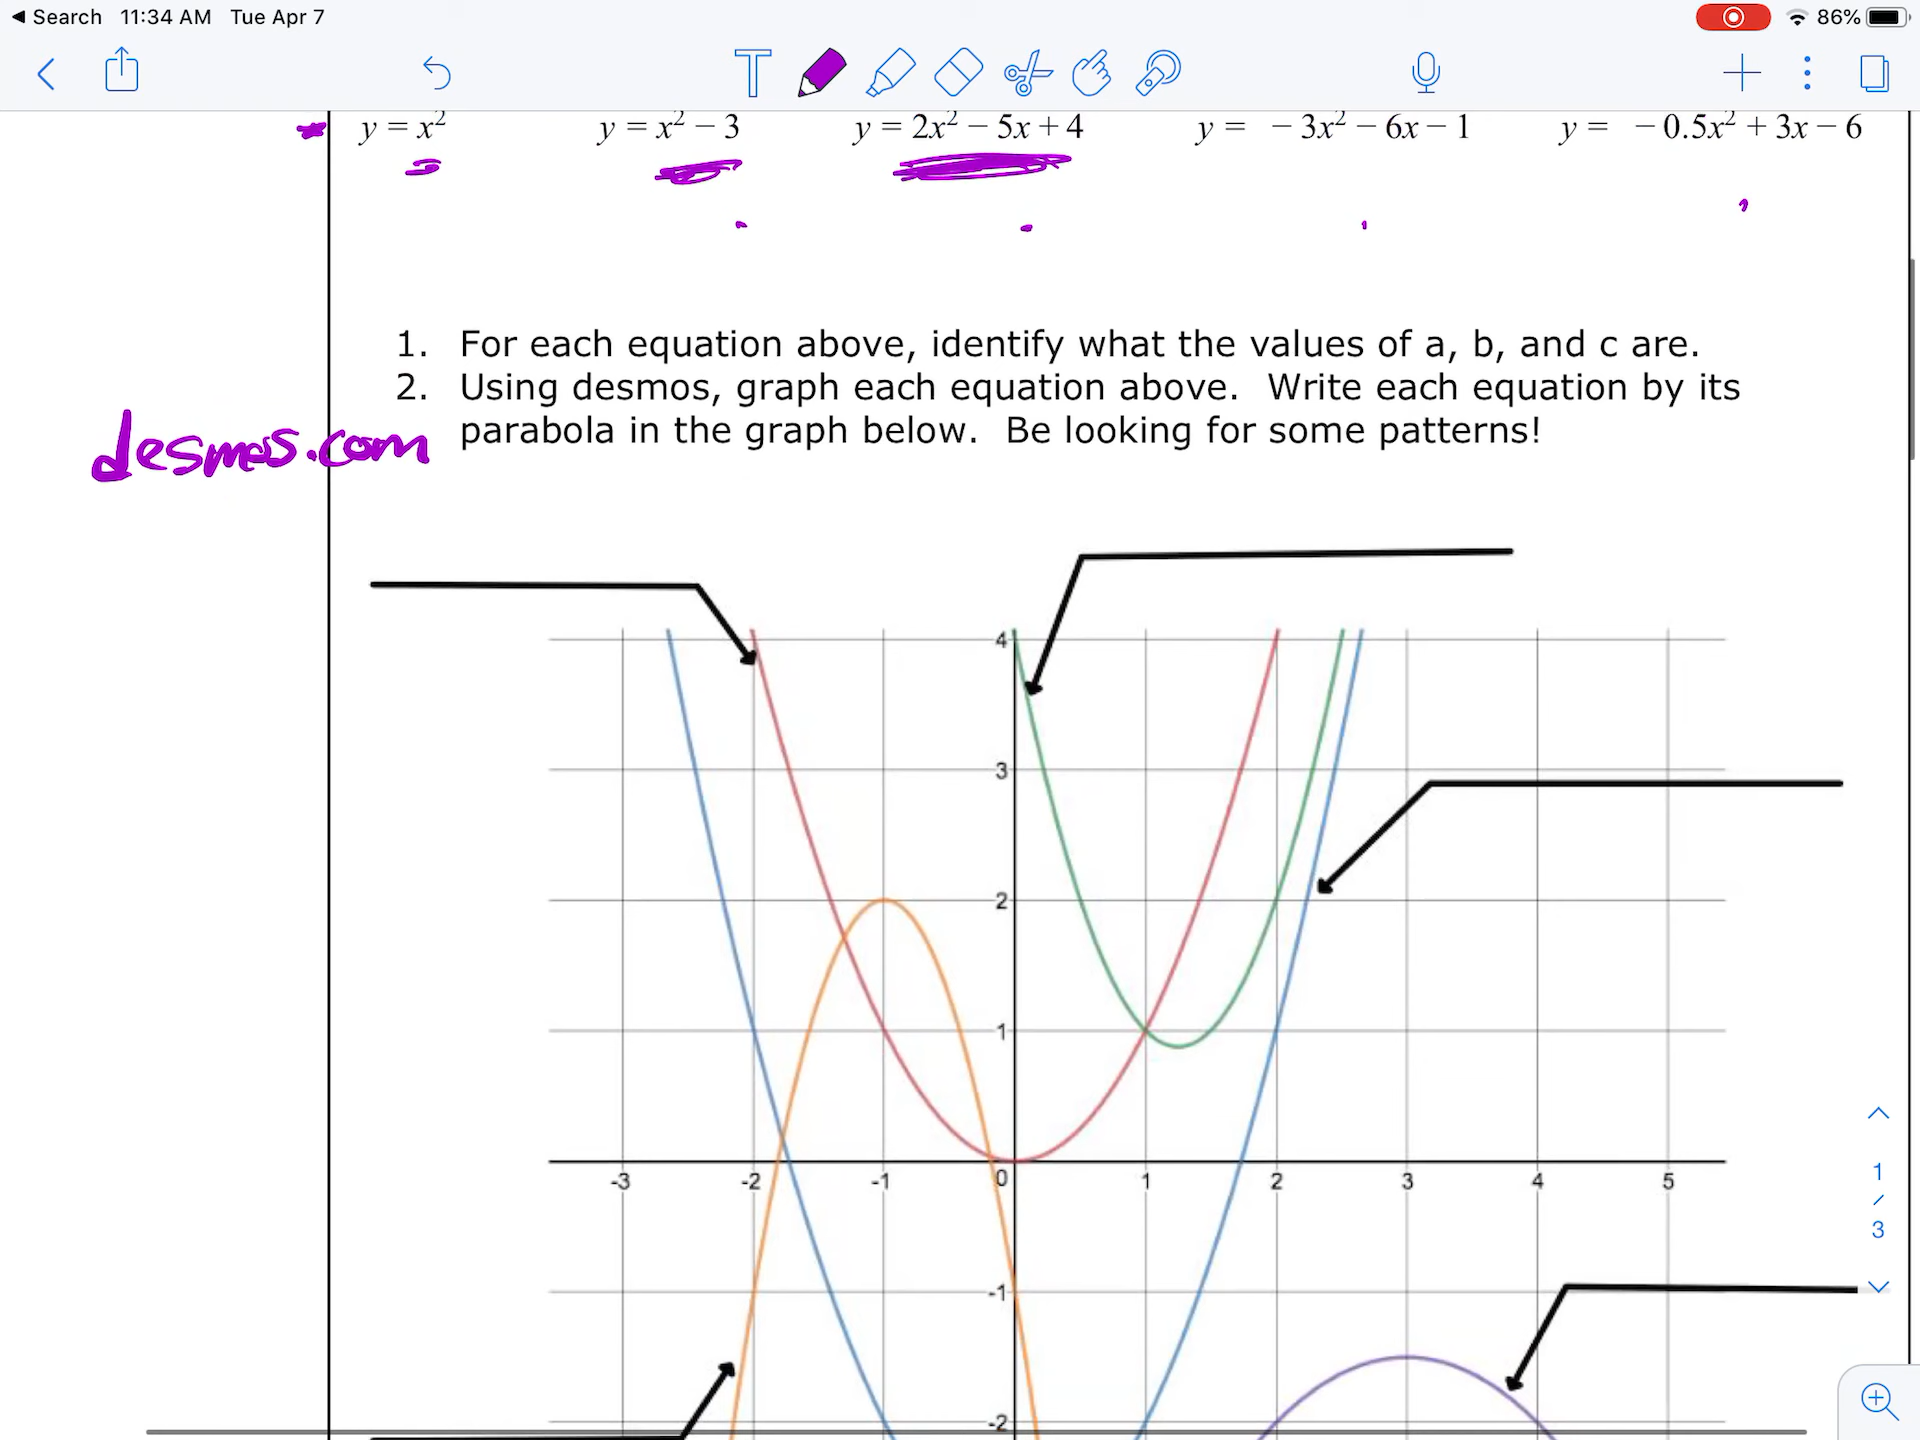 Search 11:34 AM Tue Apr 7 86%
T
y = x² y = x² − 3 y = 2x² − 5x + 4 y = − 3x² − 6x − 1 y = − 0.5x² + 3x − 6
1. For each equation above, identify what the values of a, b, and c are.
2. Using desmos, graph each equation above. Write each equation by its
parabola in the graph below. Be looking for some patterns!
desmos.com
4
3
2
1
-3 -2 -1 0 1 2 3 4 5
-1
-2
1
/
3